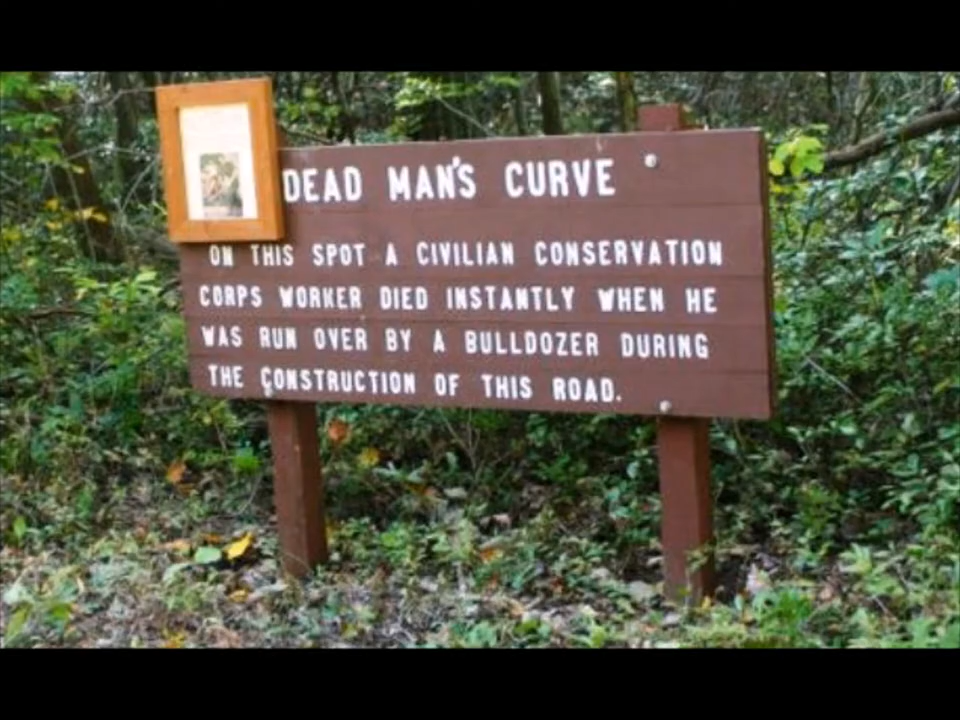 DEAD MAN'S CURVE
ON THIS SPOT A CIVILIAN CONSERVATION
CORPS WORKER DIED INSTANTLY WHEN HE
WAS RUN OVER BY A BULLDOZER DURING
THE CONSTRUCTION OF THIS ROAD.